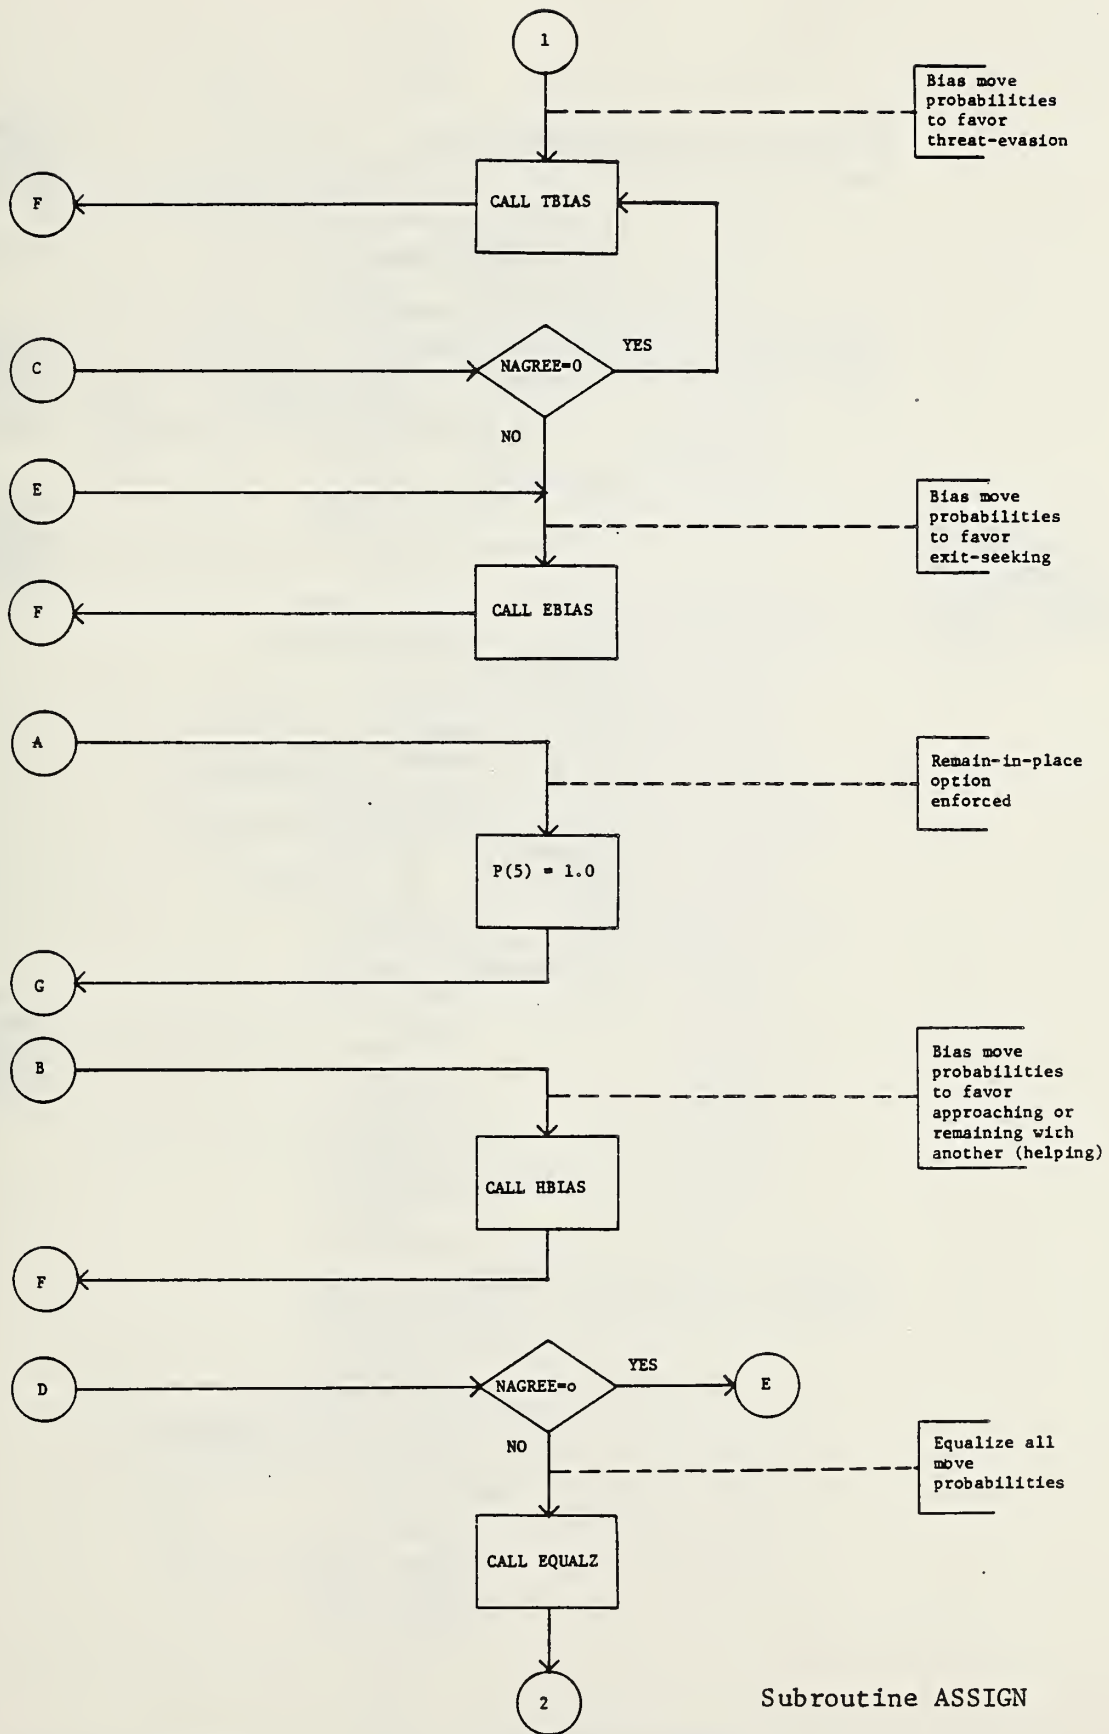 1
Bias move
probabilities
to favor
threat-evasion
F
CALL TBIAS
C
NAGREE=0
YES
NO
E
Bias move
probabilities
to favor
exit-seeking
F
CALL EBIAS
A
Remain-in-place
option
enforced
P(5) = 1.0
G
B
Bias move
probabilities
to favor
approaching or
remaining with
another (helping)
CALL HBIAS
F
D
NAGREE=o
YES
E
NO
Equalize all
move
probabilities
CALL EQUALZ
2
Subroutine ASSIGN